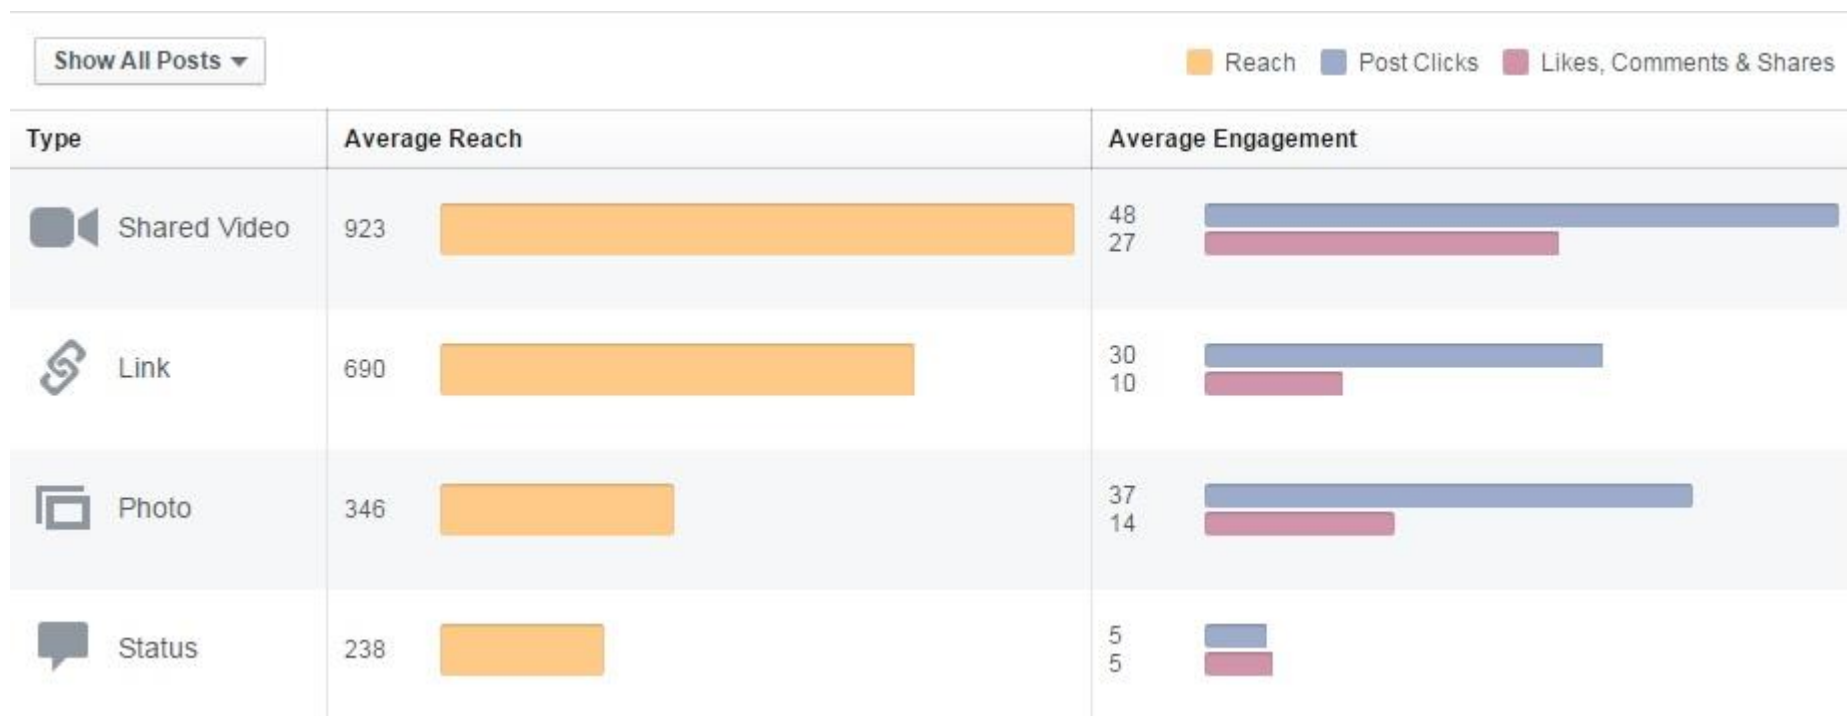 Show All Posts
Reach Post Clicks Likes, Comments & Shares
Type Average Reach Average Engagement
Shared Video 923 48
27
Link 690 30
10
Photo 346 37
14
Status 238 5
5